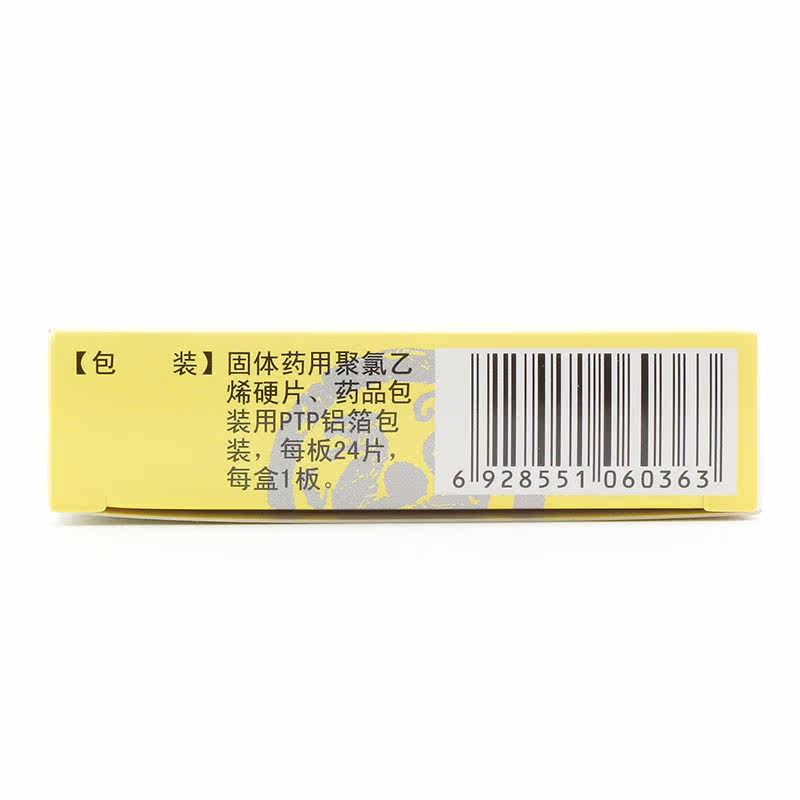 【包 装】固体药用聚氯乙
烯硬片、药品包
装用PTP铝箔包
装，每板24片，
每盒1板。
6 928551 060363